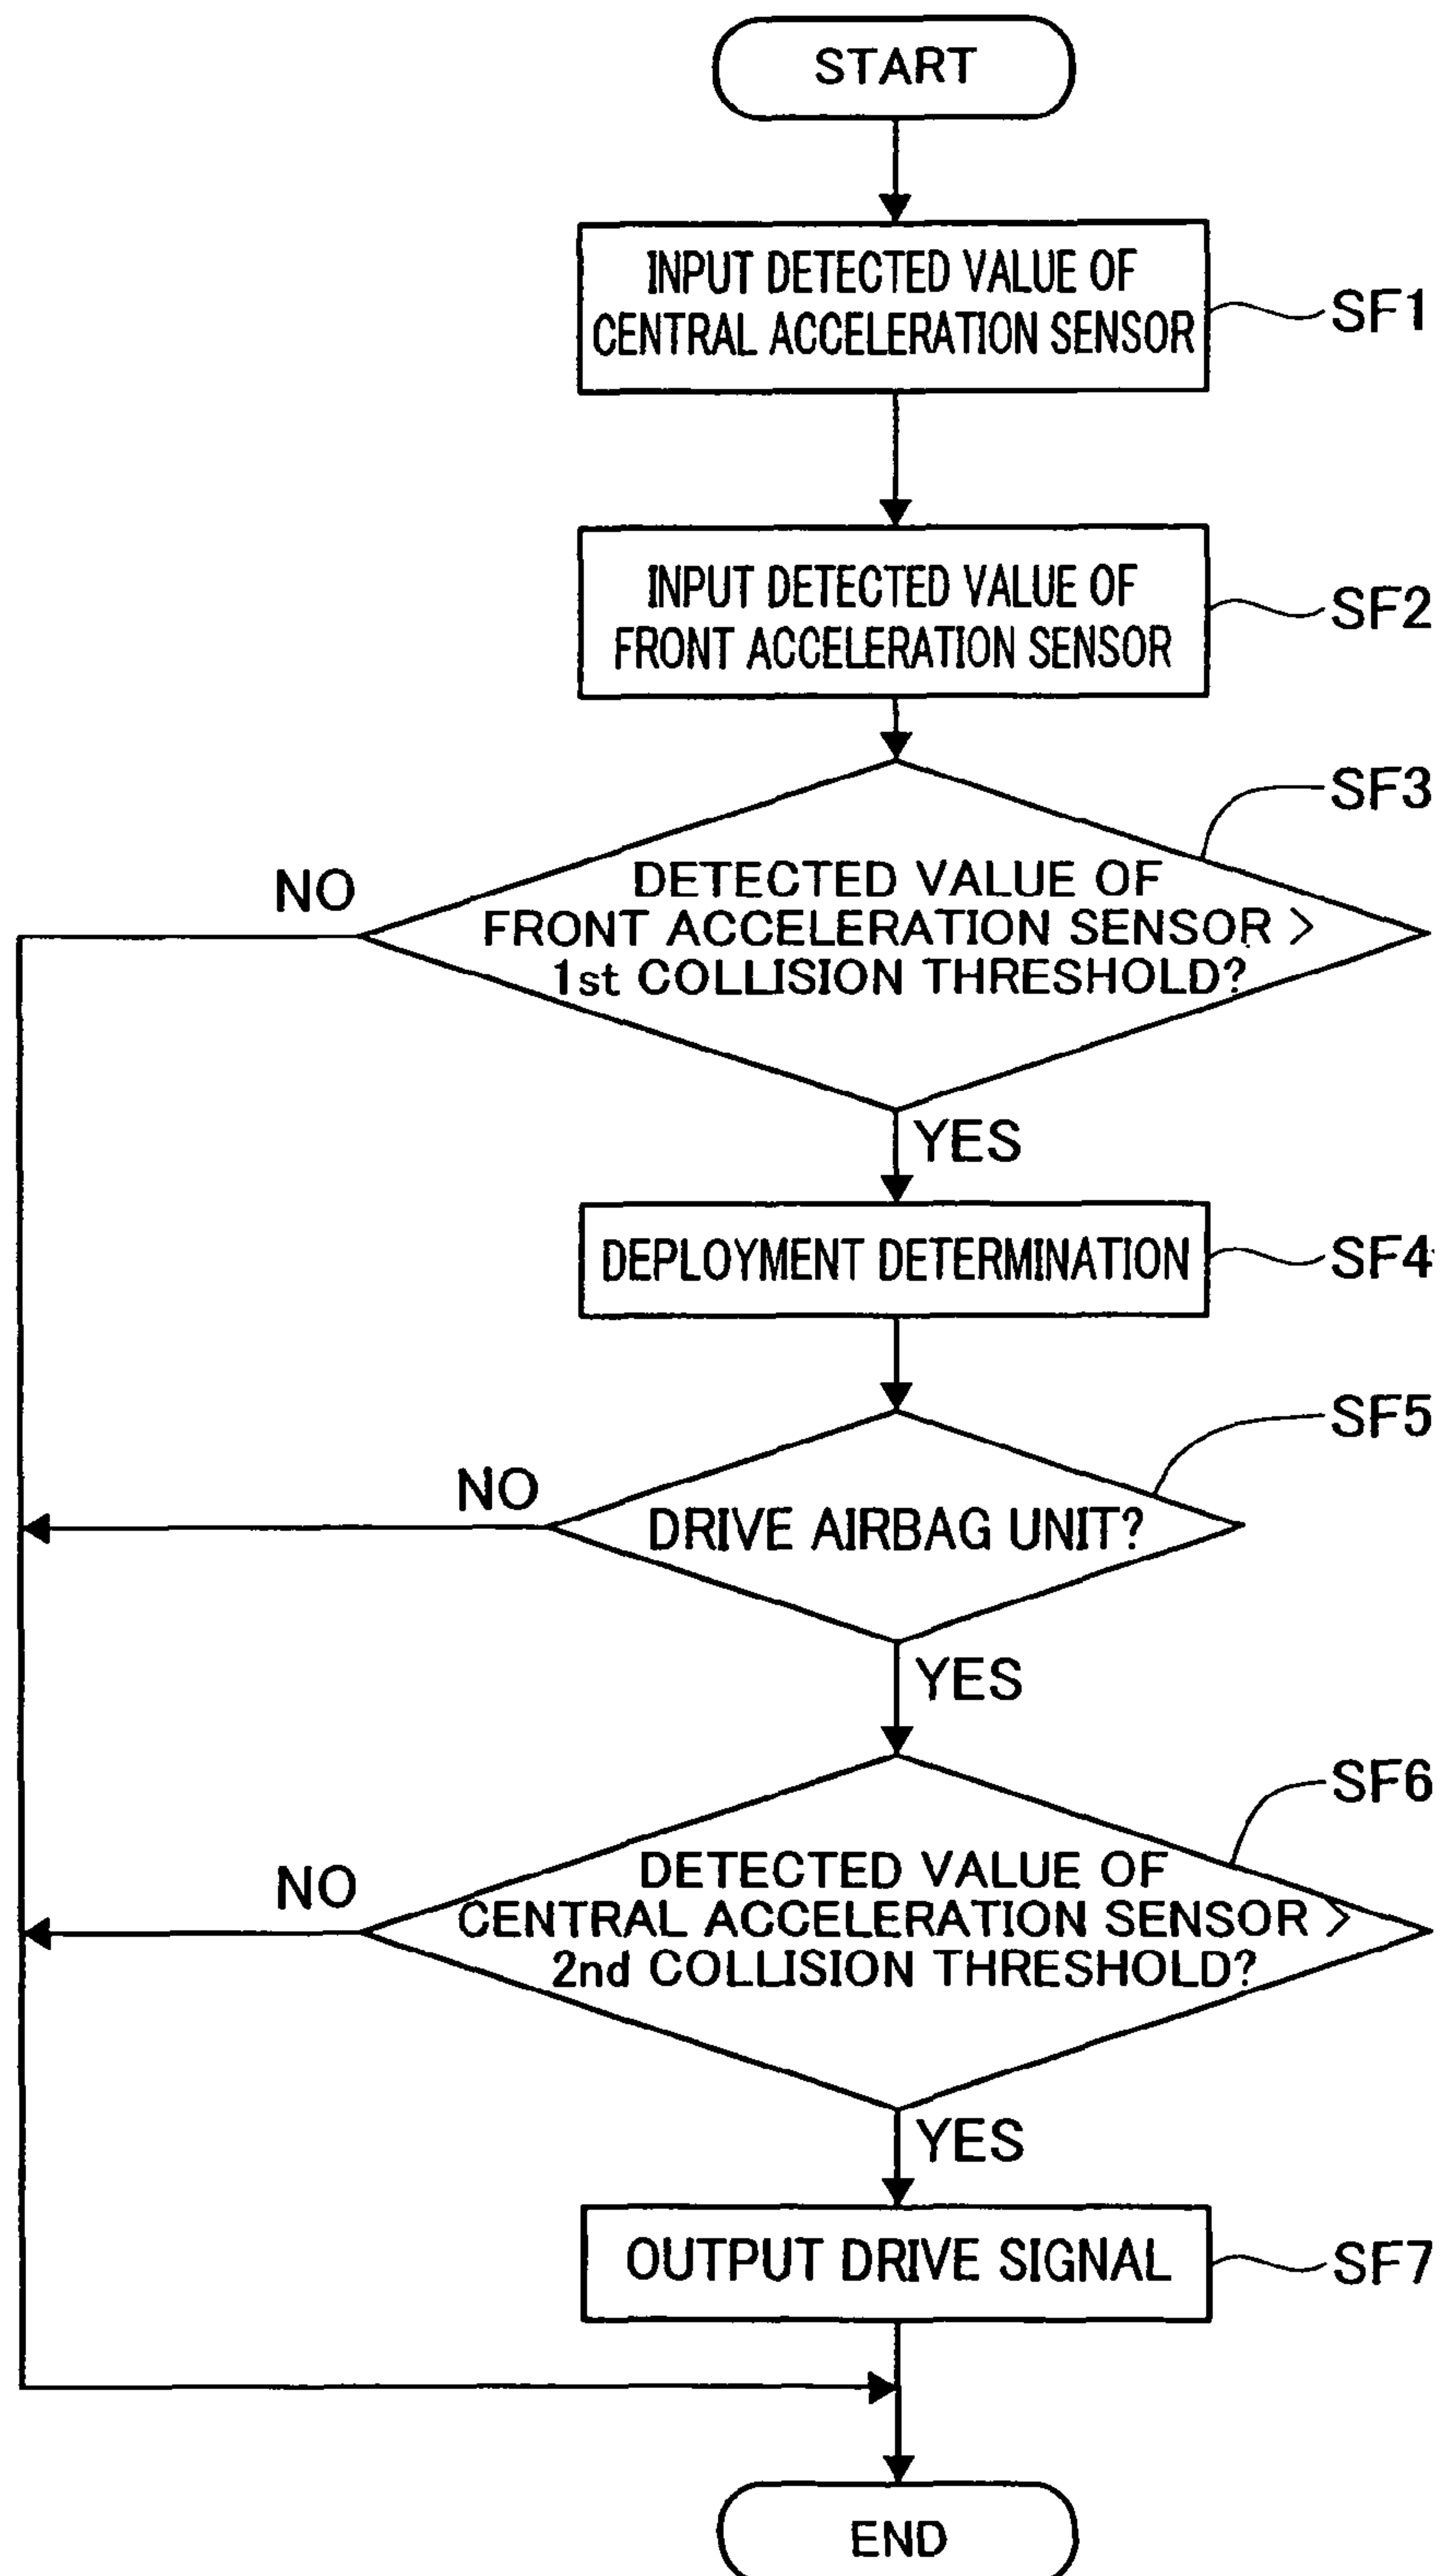 START
INPUT DETECTED VALUE OF
CENTRAL ACCELERATION SENSOR
SF1
INPUT DETECTED VALUE OF
FRONT ACCELERATION SENSOR
SF2
SF3
NO
DETECTED VALUE OF
FRONT ACCELERATION SENSOR >
1st COLLISION THRESHOLD?
YES
DEPLOYMENT DETERMINATION
SF4
SF5
NO
DRIVE AIRBAG UNIT?
YES
SF6
NO
DETECTED VALUE OF
CENTRAL ACCELERATION SENSOR >
2nd COLLISION THRESHOLD?
YES
OUTPUT DRIVE SIGNAL
SF7
END